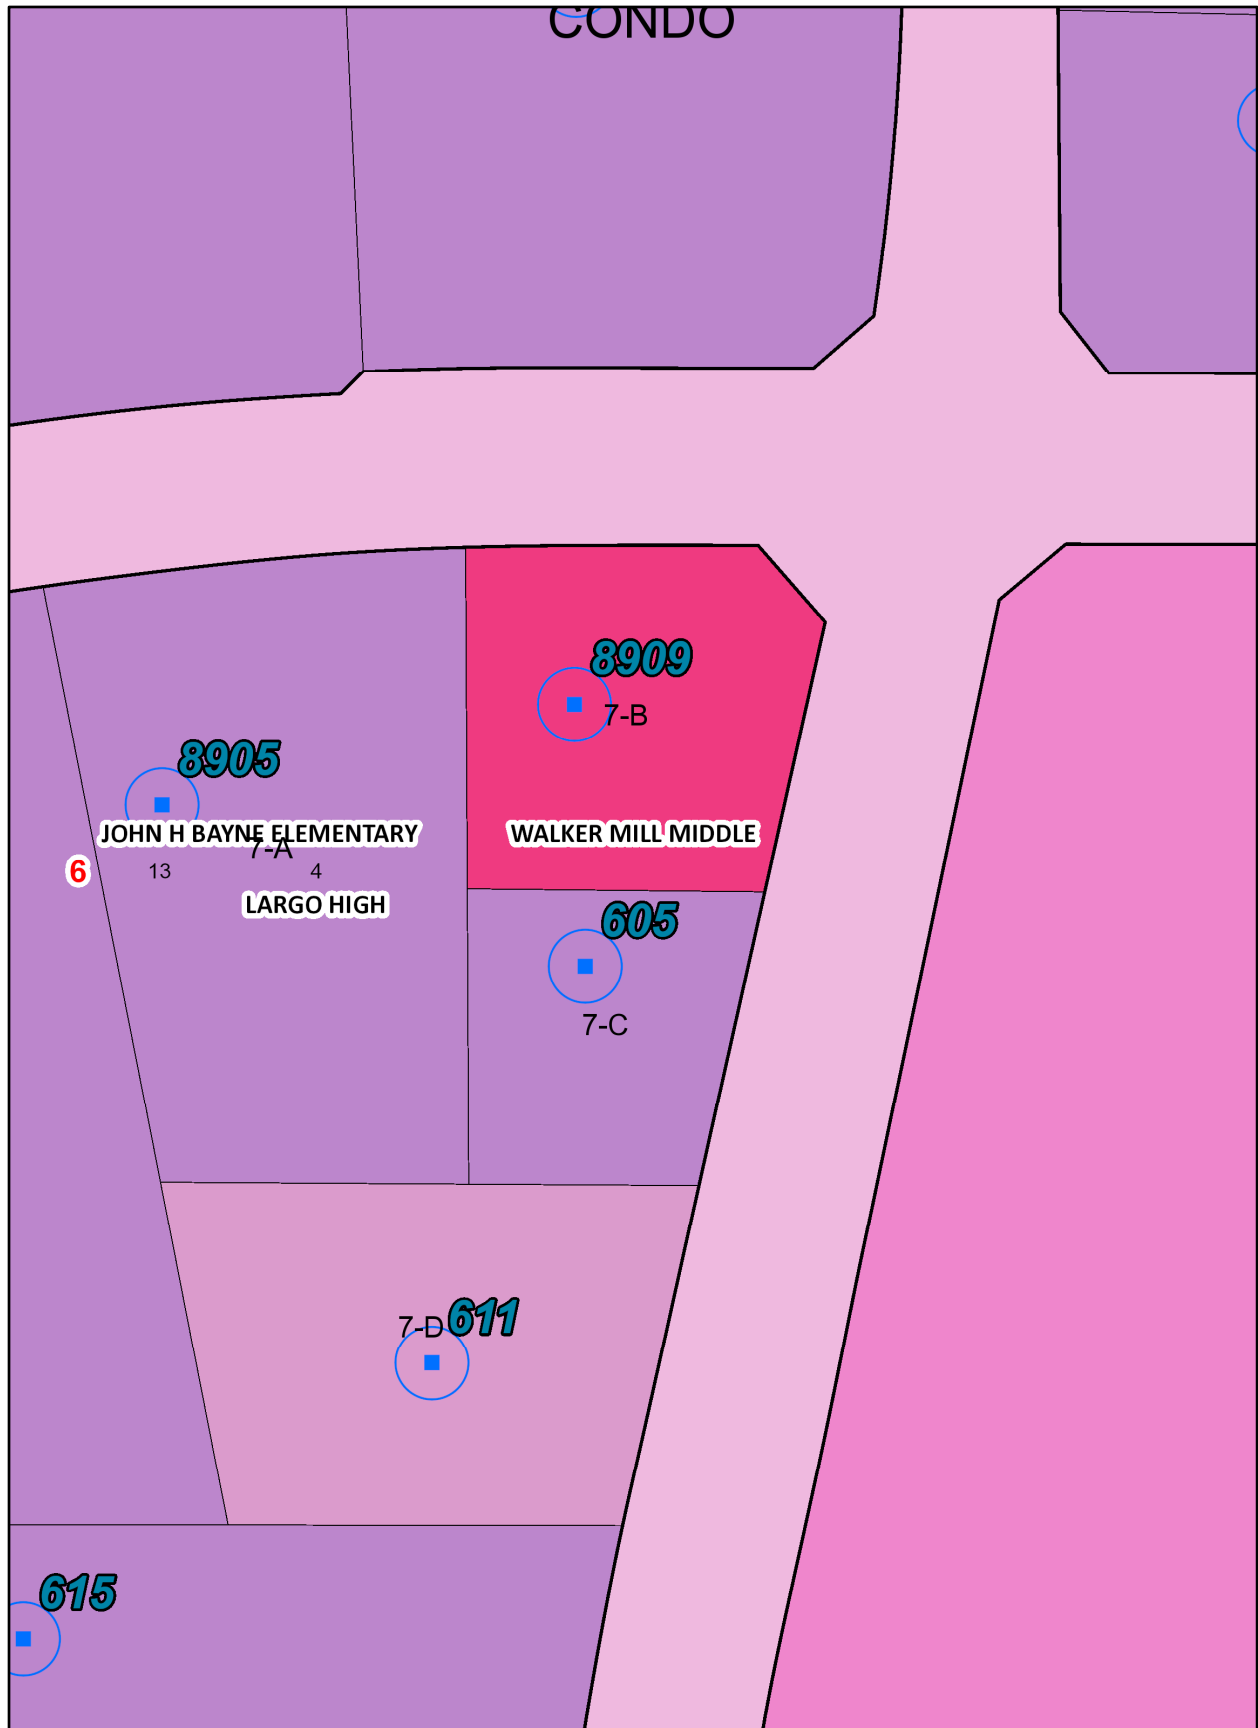 CONDO
8909
7-B
8905
JOHN H BAYNE ELEMENTARY
WALKER MILL MIDDLE
7-A
6
13
4
LARGO HIGH
605
7-C
611
7-D
615